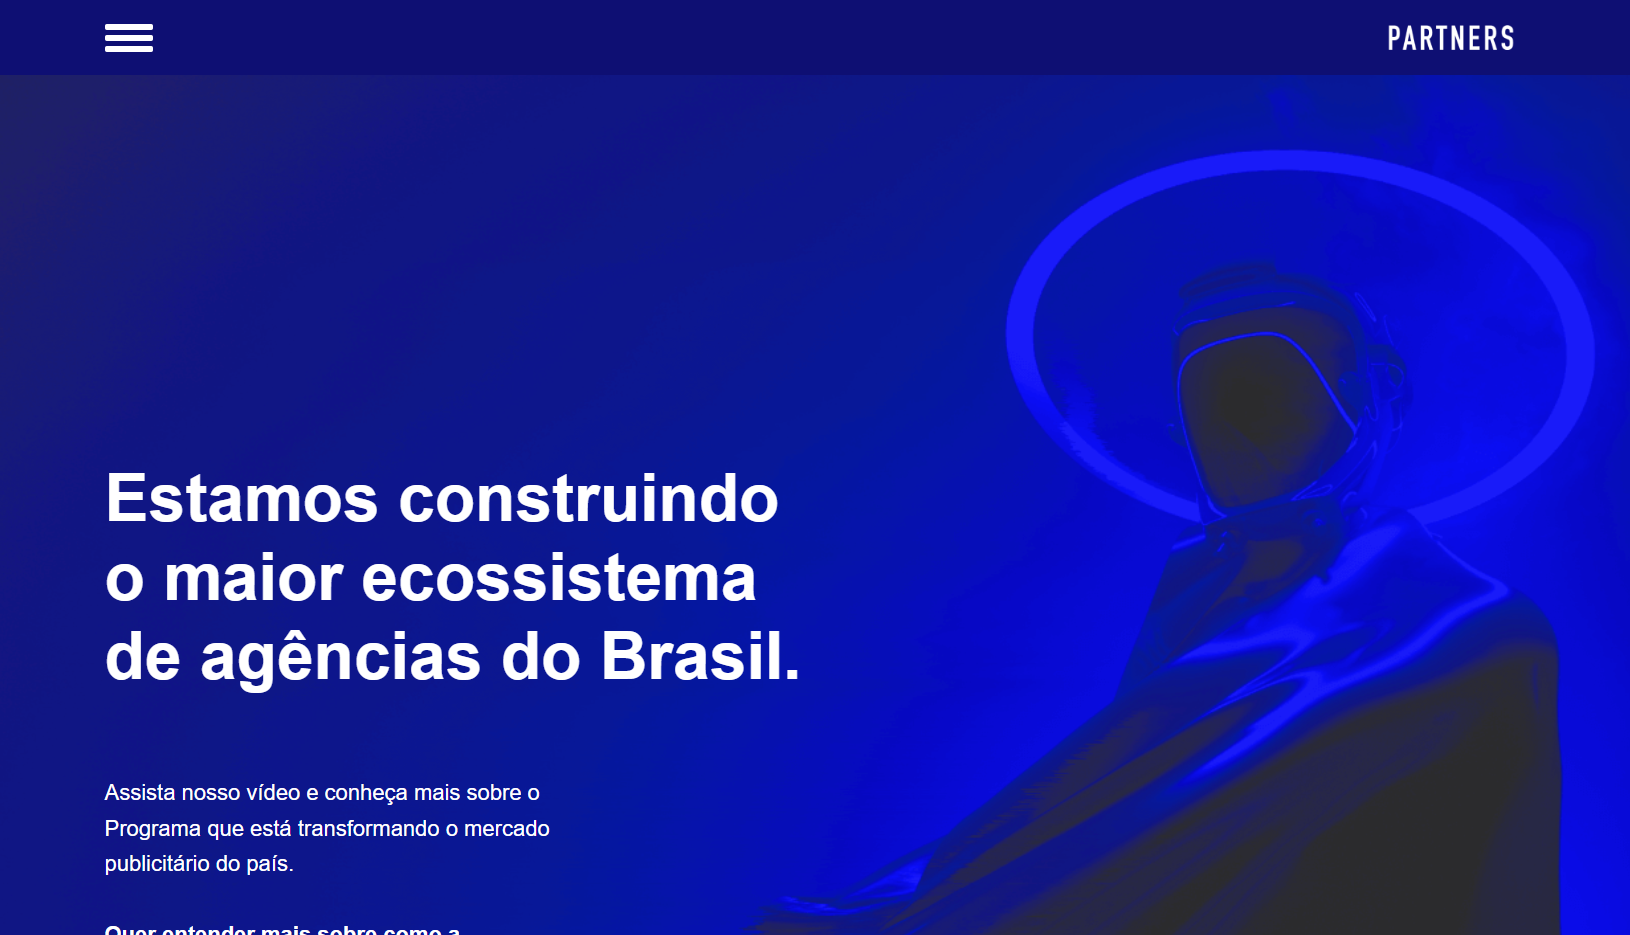 PARTNERS
Estamos construindo
o maior ecossistema
de agências do Brasil.
Assista nosso vídeo e conheça mais sobre o
Programa que está transformando o mercado
publicitário do país.
Quer entender mais sobre como a